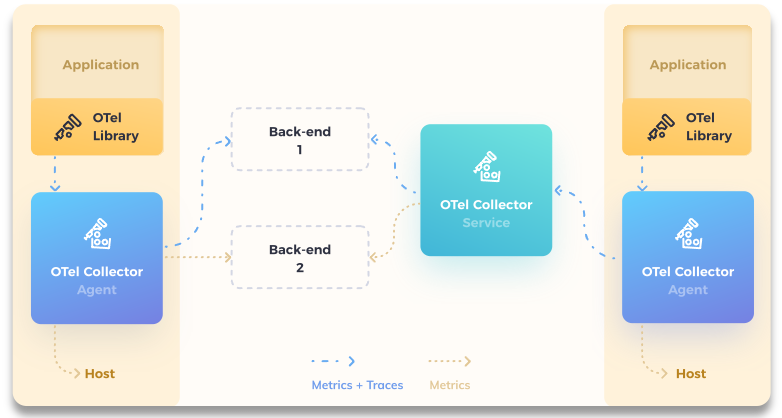 Application
OTel
Library
OTel Collector
Agent
Host
Back-end
1
Back-end
2
OTel Collector
Service
Application
OTel
Library
OTel Collector
Agent
Host
Metrics + Traces
Metrics